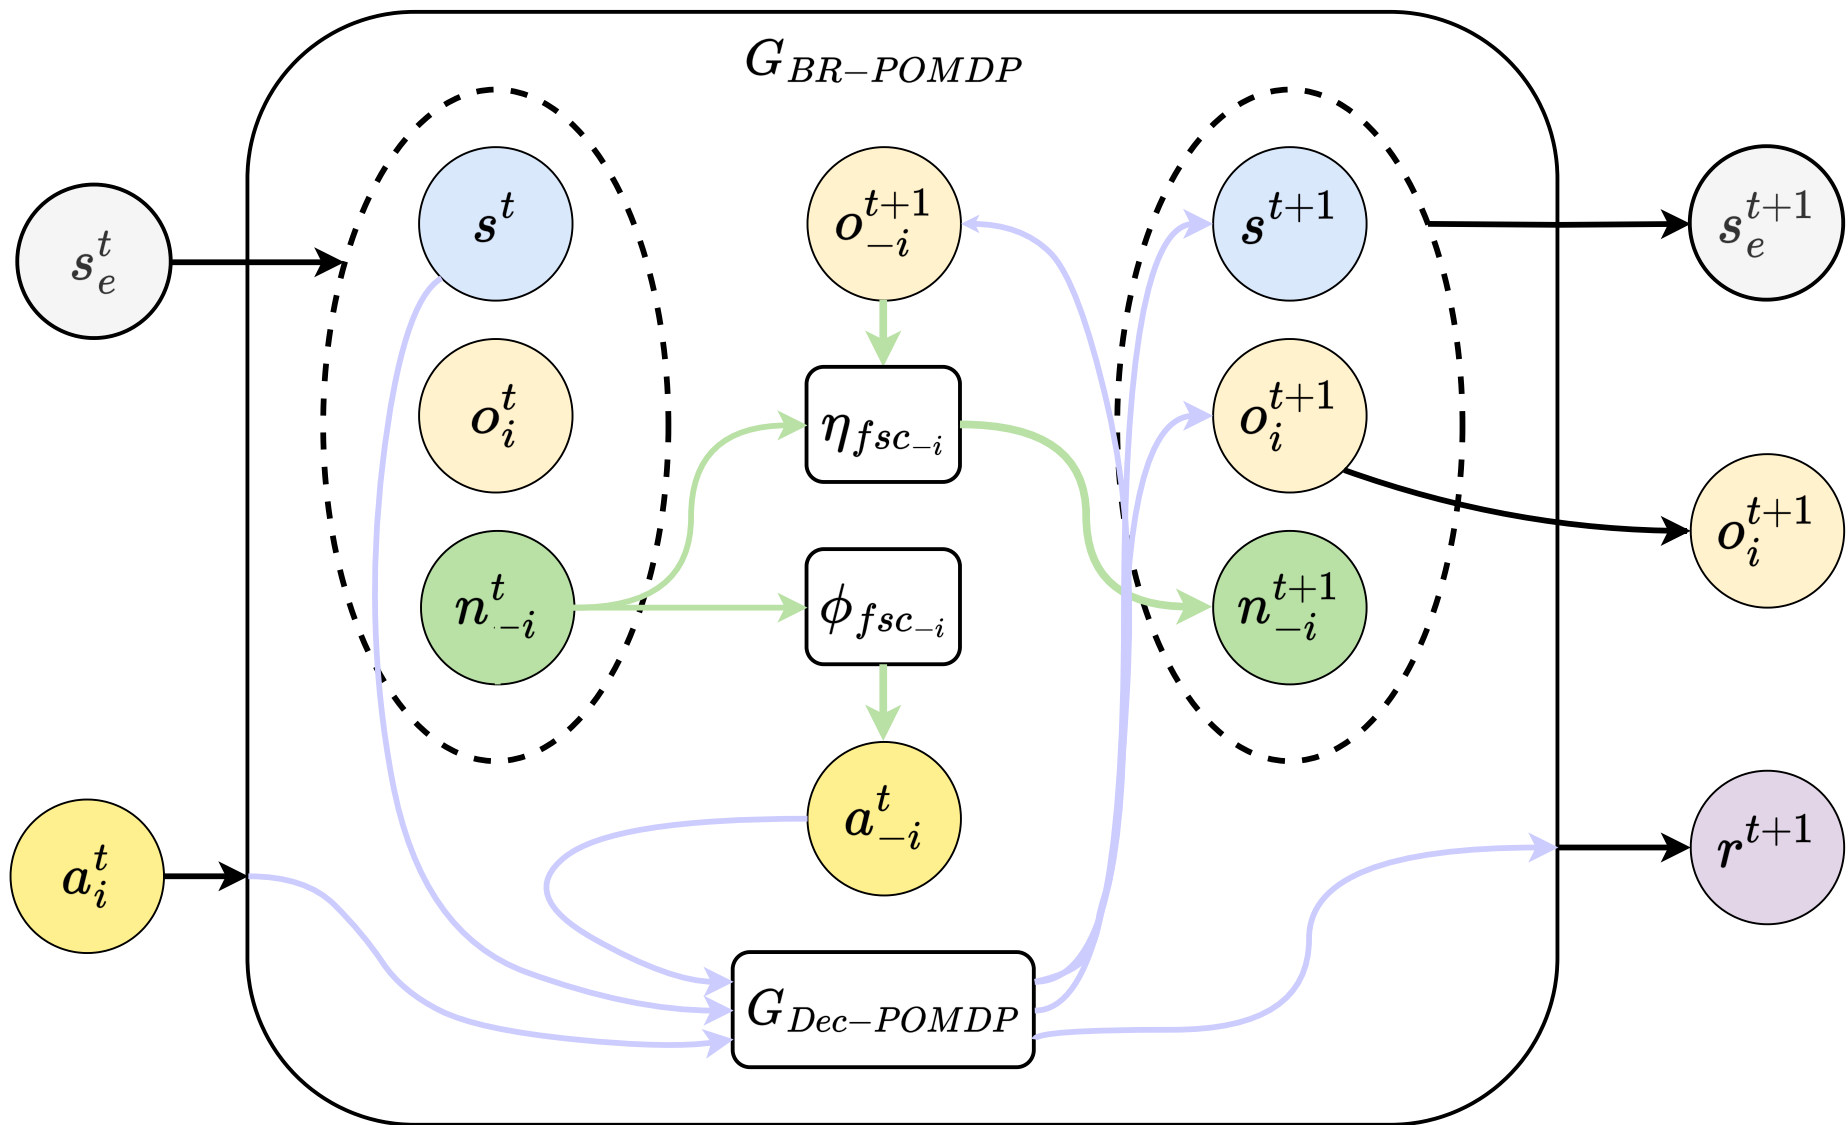 G_{BR-POMDP}
s_e^t
s^t
o_{-i}^{t+1}
s^{t+1}
s_e^{t+1}
o_i^t
η_{fsc_{-i}}
o_i^{t+1}
o_i^{t+1}
n_{-i}^t
ϕ_{fsc_{-i}}
n_{-i}^{t+1}
a_i^t
a_{-i}^t
r^{t+1}
G_{Dec-POMDP}